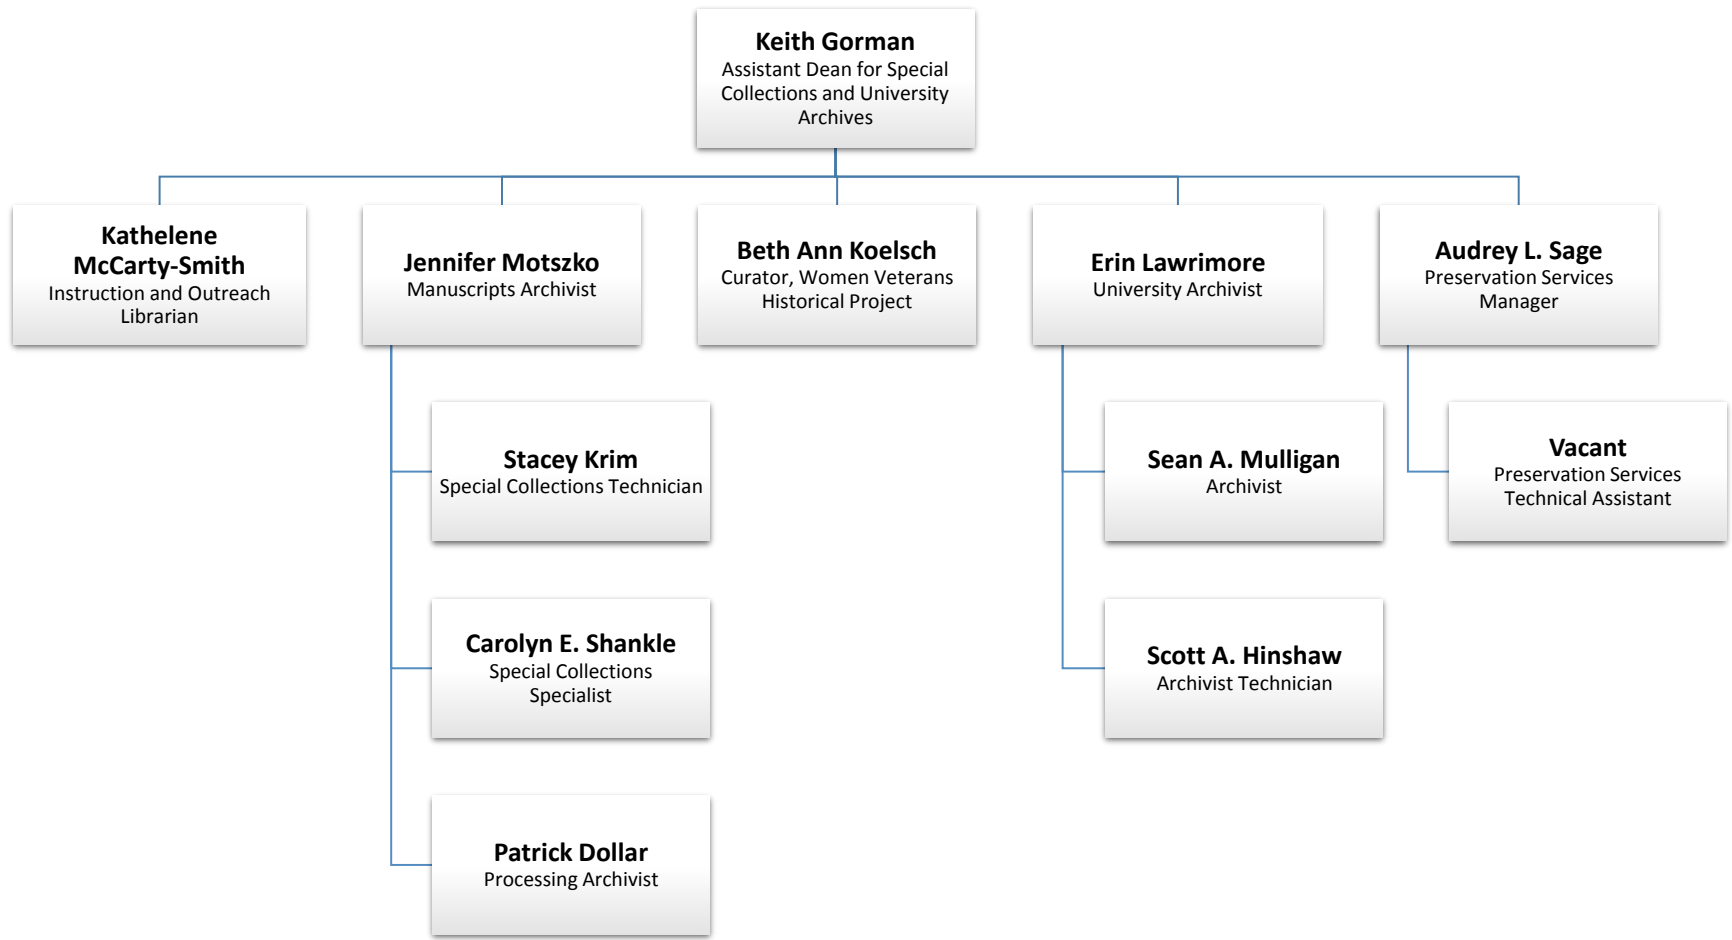 Keith Gorman
Assistant Dean for Special
Collections and University
Archives
Kathelene
McCarty-Smith
Instruction and Outreach
Librarian
Jennifer Motszko
Manuscripts Archivist
Beth Ann Koelsch
Curator, Women Veterans
Historical Project
Erin Lawrimore
University Archivist
Audrey L. Sage
Preservation Services
Manager
Stacey Krim
Special Collections Technician
Sean A. Mulligan
Archivist
Vacant
Preservation Services
Technical Assistant
Carolyn E. Shankle
Special Collections
Specialist
Scott A. Hinshaw
Archivist Technician
Patrick Dollar
Processing Archivist